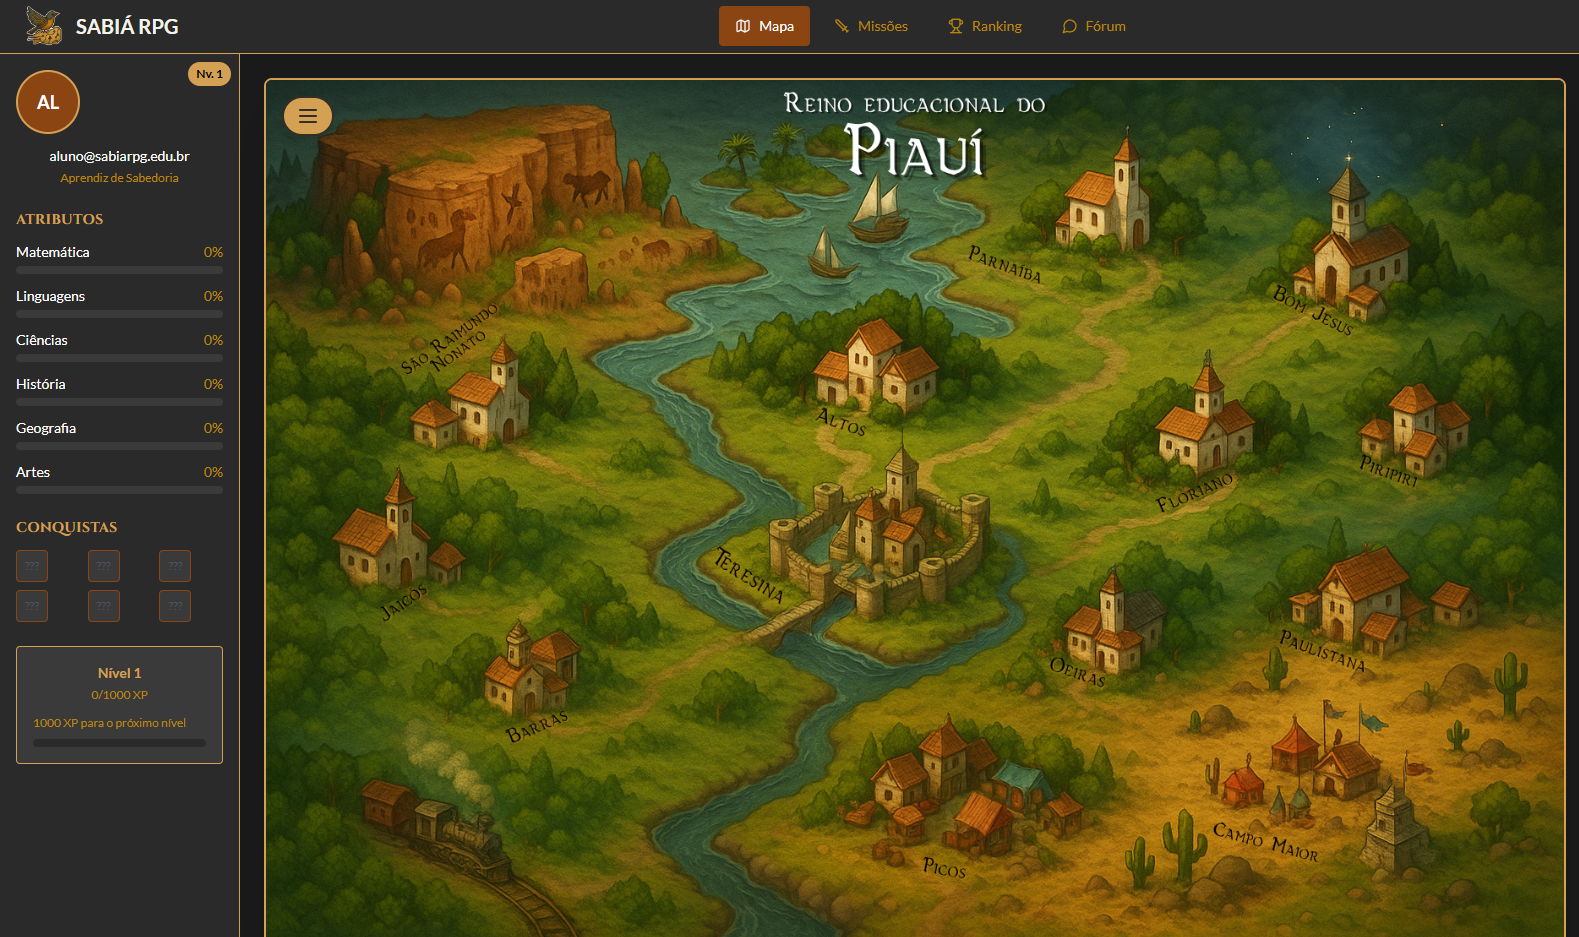 SABIÁ RPG
Mapa
Missões
Ranking
Fórum
Nv. 1
AL
aluno@sabiarpg.edu.br
Aprendiz de Sabedoria
ATRIBUTOS
Matemática 0%
Linguagens 0%
Ciências 0%
História 0%
Geografia 0%
Artes 0%
CONQUISTAS
??? ??? ???
??? ??? ???
Nível 1
0/1000 XP
1000 XP para o próximo nível
Reino educacional do
Piauí
Parnaíba
Bom Jesus
São Raimundo
Nonato
Altos
Piripiri
Floriano
Teresina
Jaicós
Oeiras
Paulistana
Barras
Campo Maior
Picos